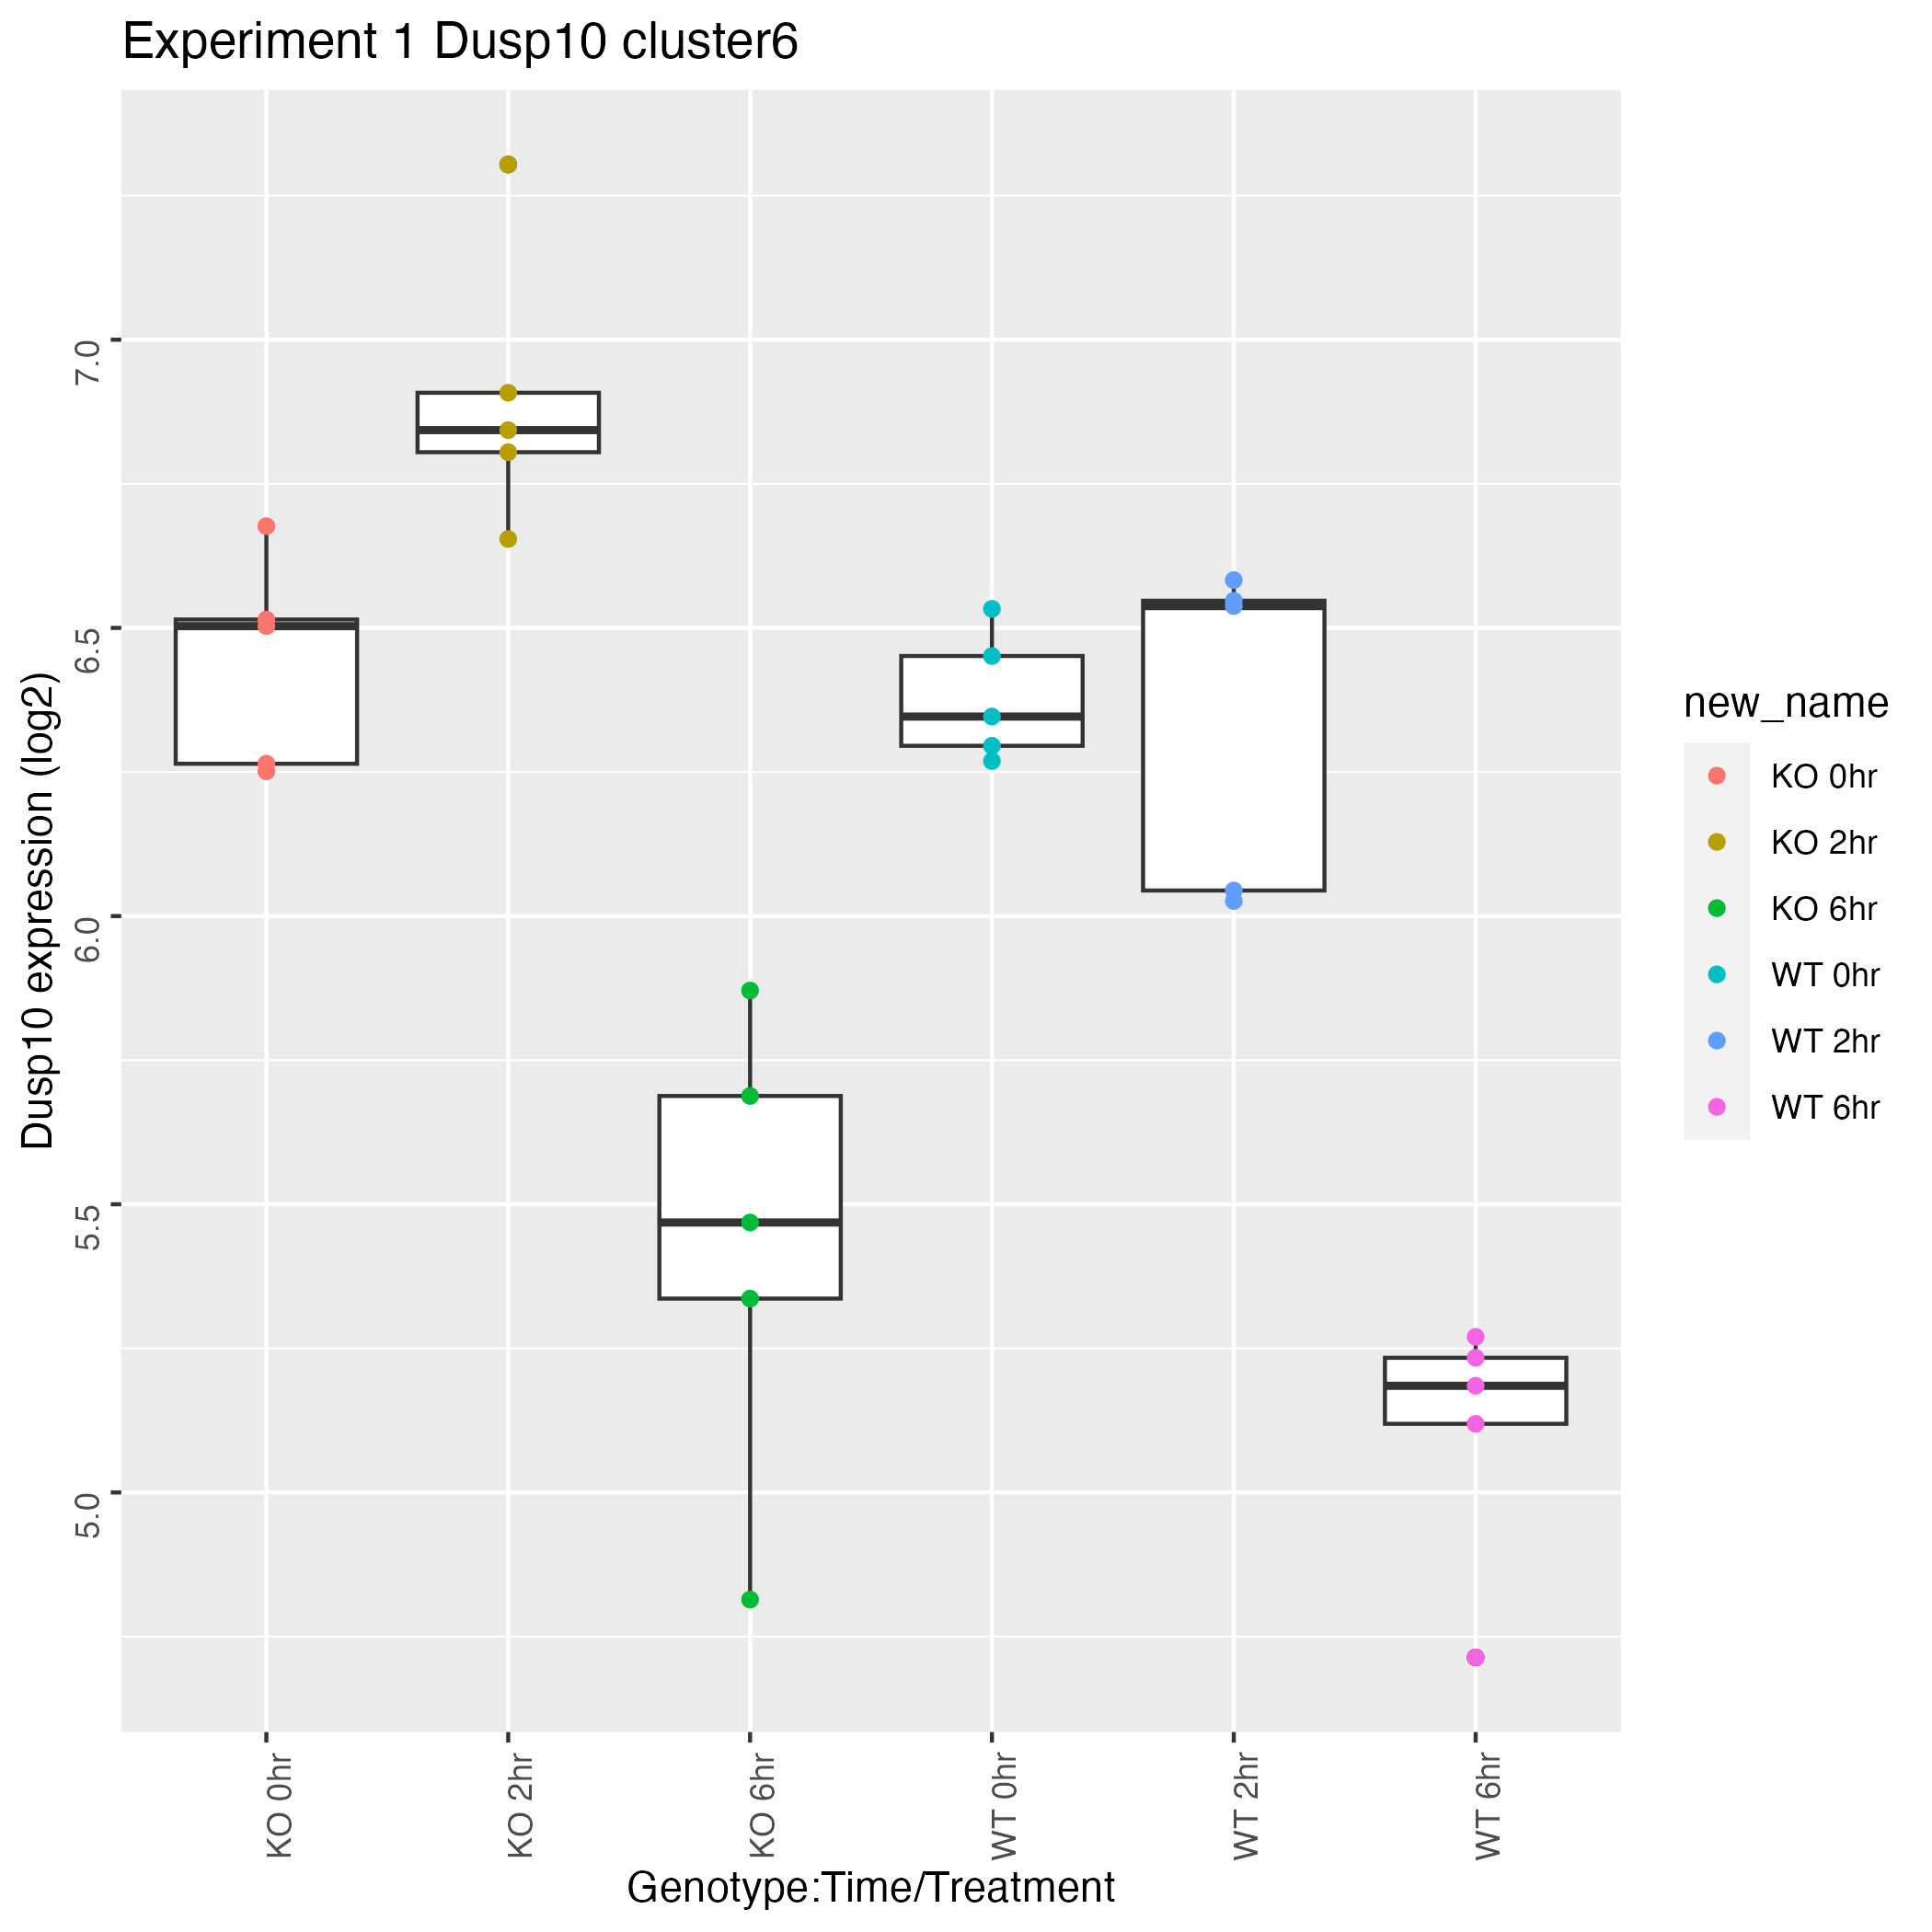 Experiment 1 Dusp10 cluster6
Dusp10 expression (log2)
7.0
6.5
6.0
5.5
5.0
KO 0hr
KO 2hr
KO 6hr
WT 0hr
WT 2hr
WT 6hr
Genotype:Time/Treatment
new_name
KO 0hr
KO 2hr
KO 6hr
WT 0hr
WT 2hr
WT 6hr